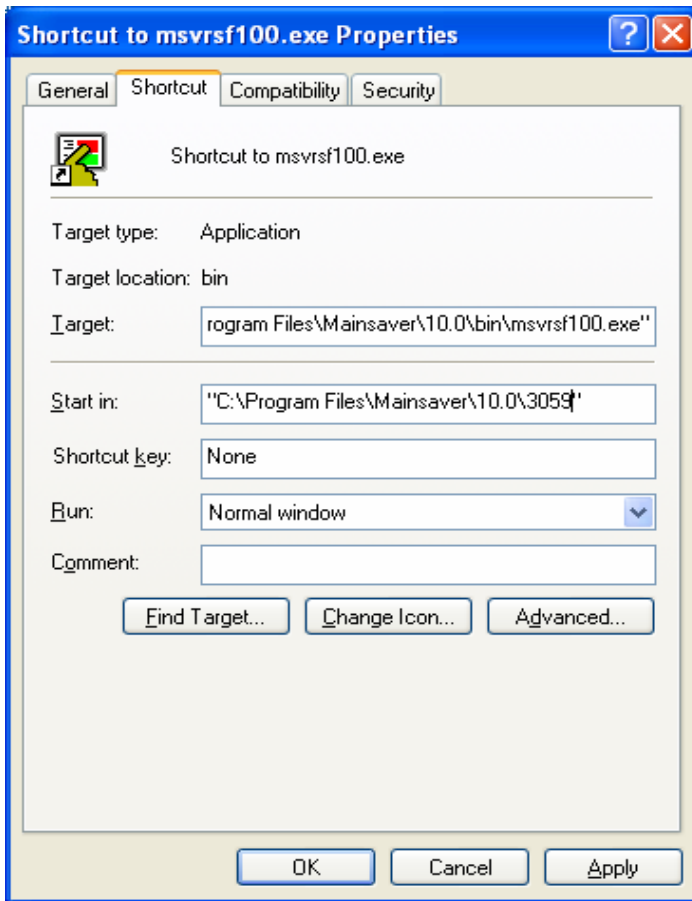 Shortcut to msvrsf100.exe Properties
General Shortcut Compatibility Security
Shortcut to msvrsf100.exe
Target type: Application
Target location: bin
Target: rogram Files\Mainsaver\10.0\bin\msvrsf100.exe"
Start in: "C:\Program Files\Mainsaver\10.0\3059"
Shortcut key: None
Run: Normal window
Comment:
Find Target... Change Icon... Advanced...
OK Cancel Apply